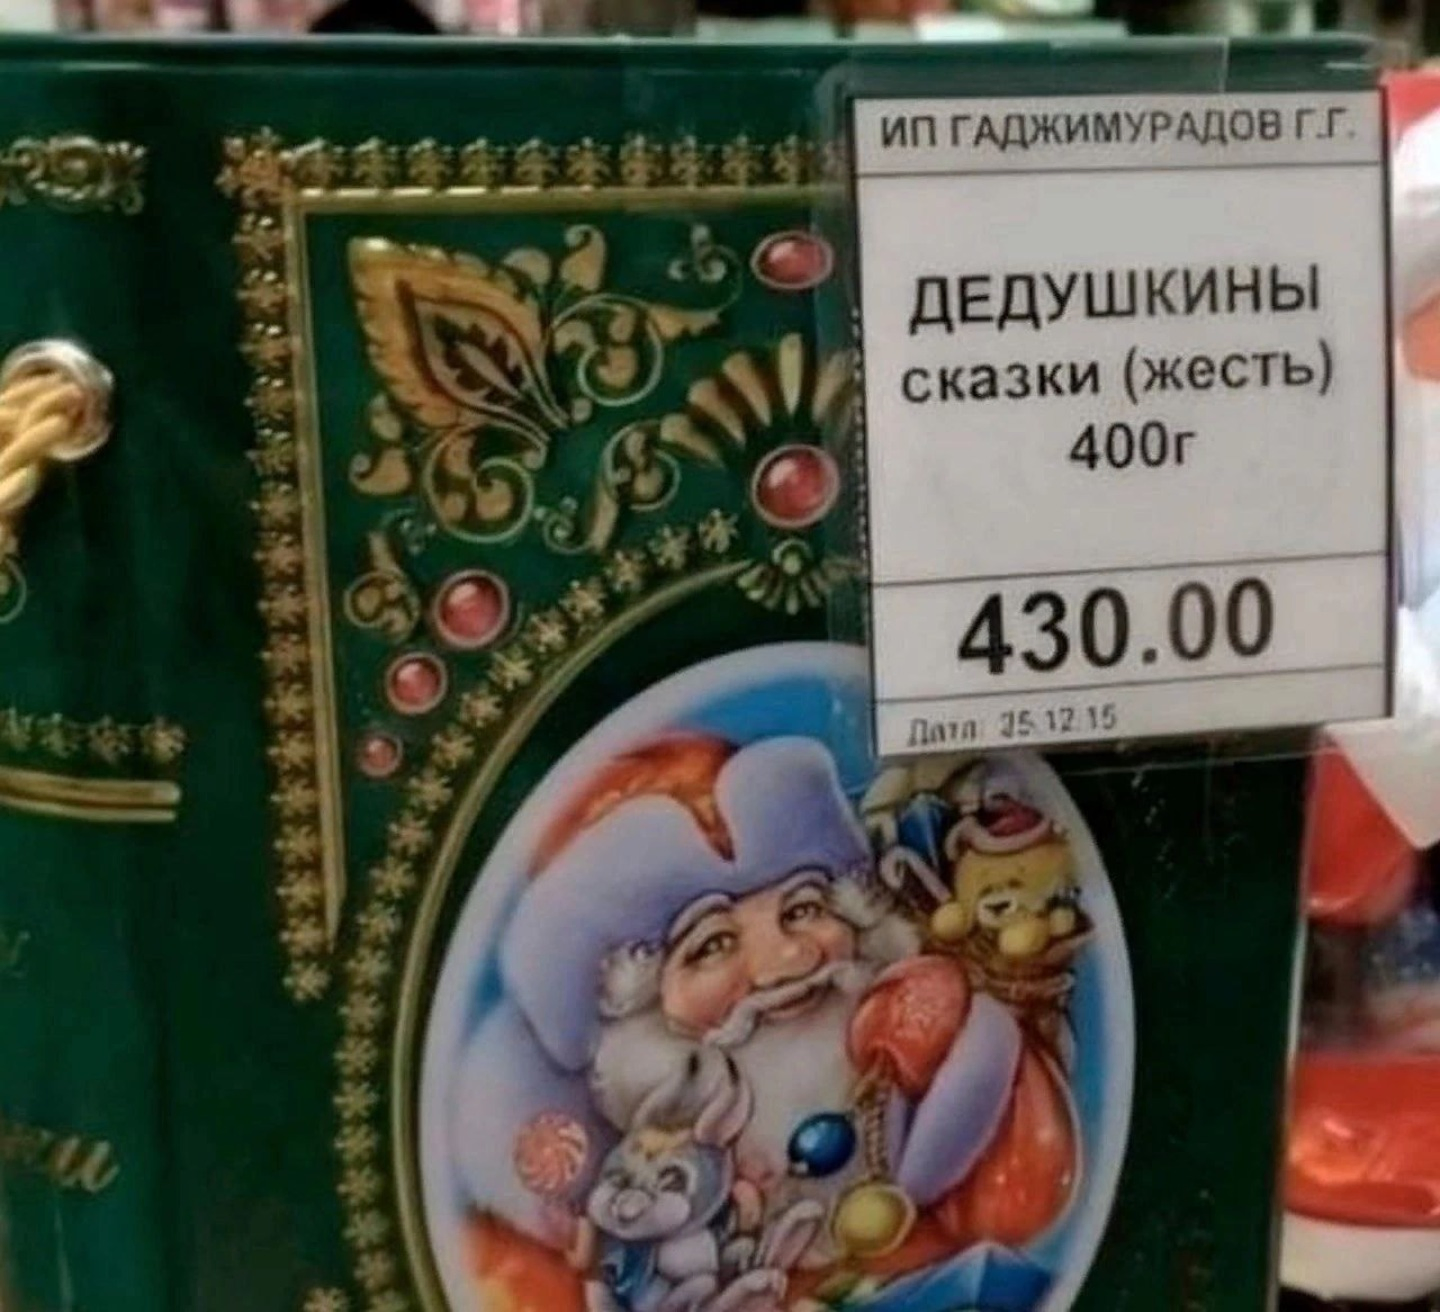 ИП ГАДЖИМУРАДОВ Г.Г.
ДЕДУШКИНЫ
сказки (жесть)
400г
430.00
Дата: 25.12.15